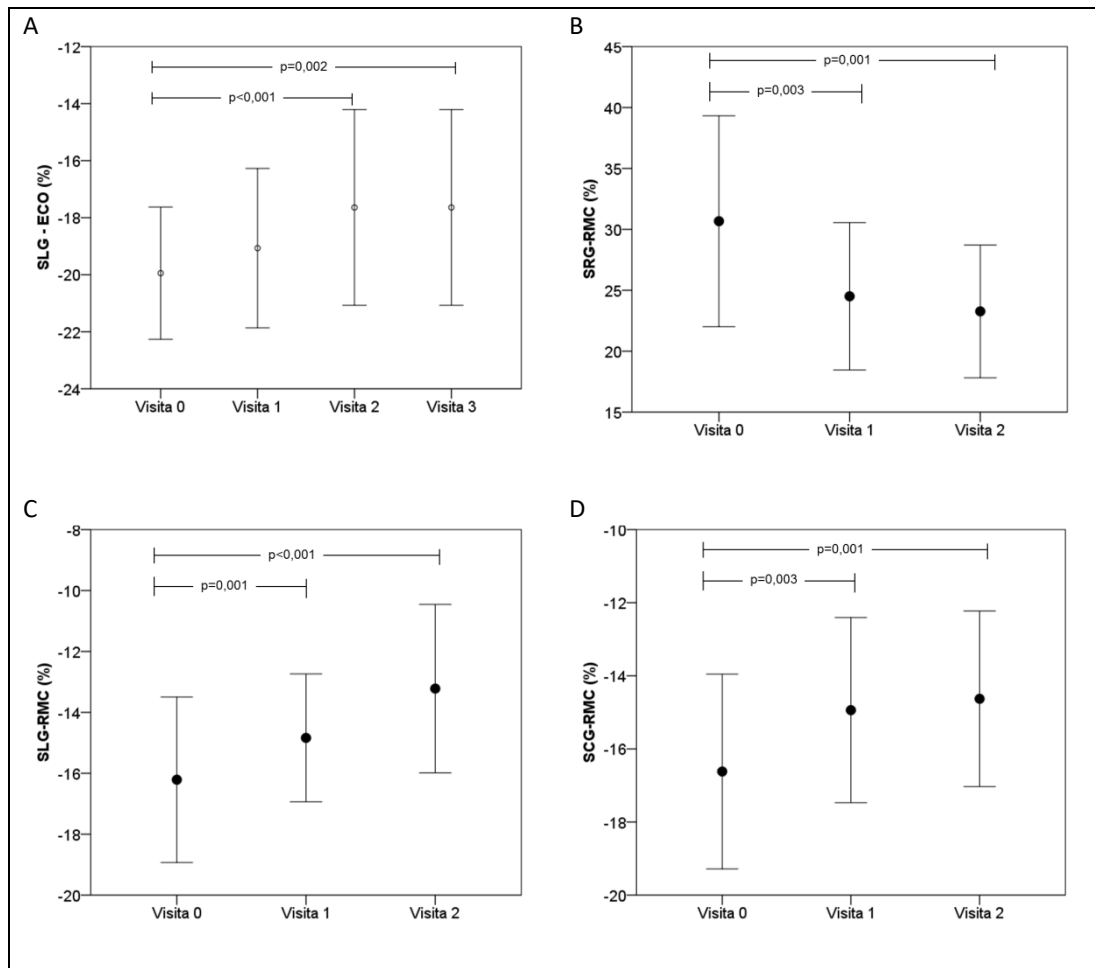 A
-12
-14
-16
-18
-20
-22
-24
SLG - ECO (%)
p=0,002
p<0,001
Visita 0 Visita 1 Visita 2 Visita 3
B
45
40
35
30
25
20
15
SRG-RMC (%)
p=0,001
p=0,003
Visita 0 Visita 1 Visita 2
C
-8
-10
-12
-14
-16
-18
-20
SLG-RMC (%)
p<0,001
p=0,001
Visita 0 Visita 1 Visita 2
D
-10
-12
-14
-16
-18
-20
SCG-RMC (%)
p=0,001
p=0,003
Visita 0 Visita 1 Visita 2